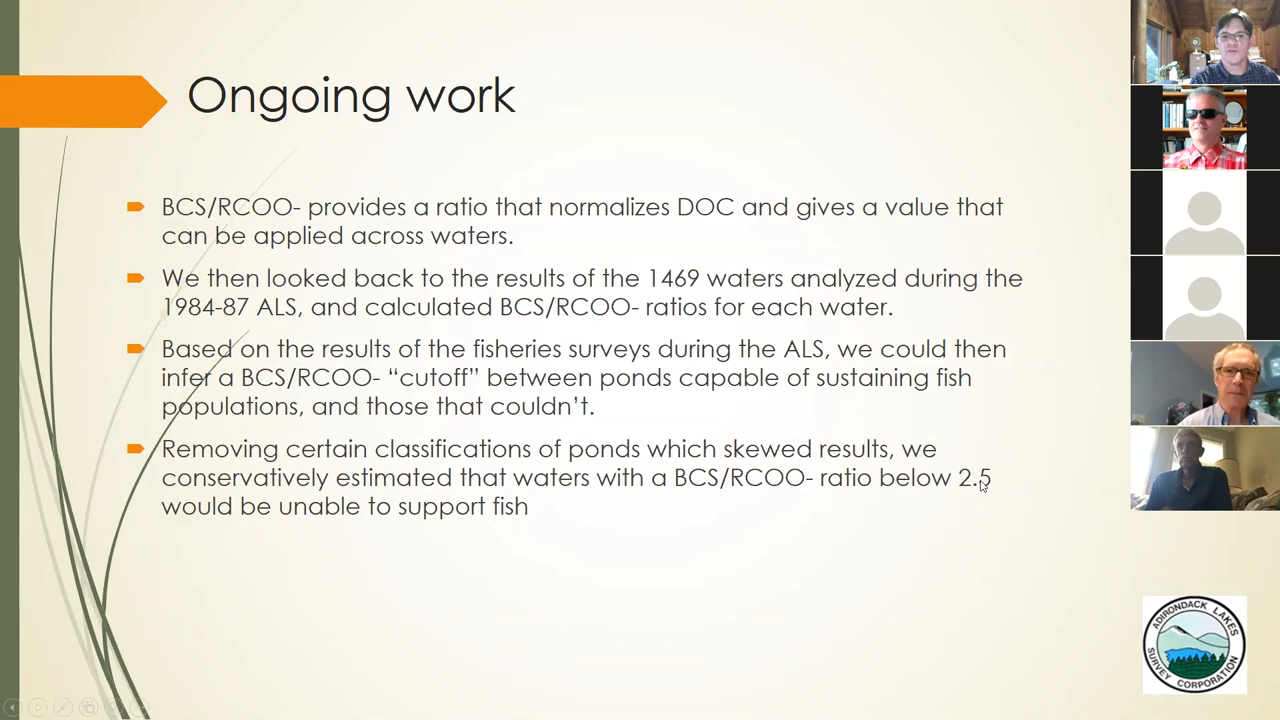 Ongoing work
BCS/RCOO- provides a ratio that normalizes DOC and gives a value that
can be applied across waters.
We then looked back to the results of the 1469 waters analyzed during the
1984-87 ALS, and calculated BCS/RCOO- ratios for each water.
Based on the results of the fisheries surveys during the ALS, we could then
infer a BCS/RCOO- “cutoff” between ponds capable of sustaining fish
populations, and those that couldn’t.
Removing certain classifications of ponds which skewed results, we
conservatively estimated that waters with a BCS/RCOO- ratio below 2.5
would be unable to support fish
ADIRONDACK LAKES
SURVEY CORPORATION